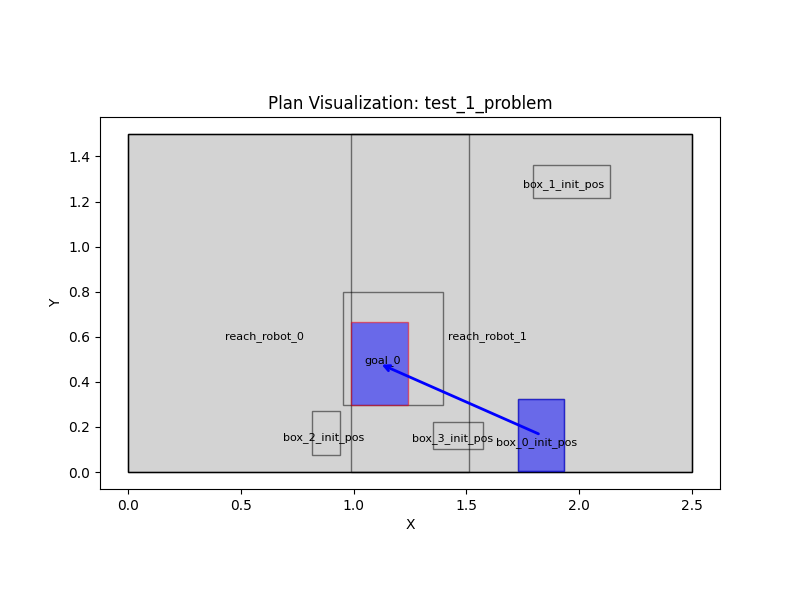 Plan Visualization: test_1_problem
Y
1.4
1.2
1.0
0.8
0.6
0.4
0.2
0.0
box_1_init_pos
reach_robot_0
reach_robot_1
goal_0
box_2_init_pos
box_3_init_pos
box_0_init_pos
0.0 0.5 1.0 1.5 2.0 2.5
X